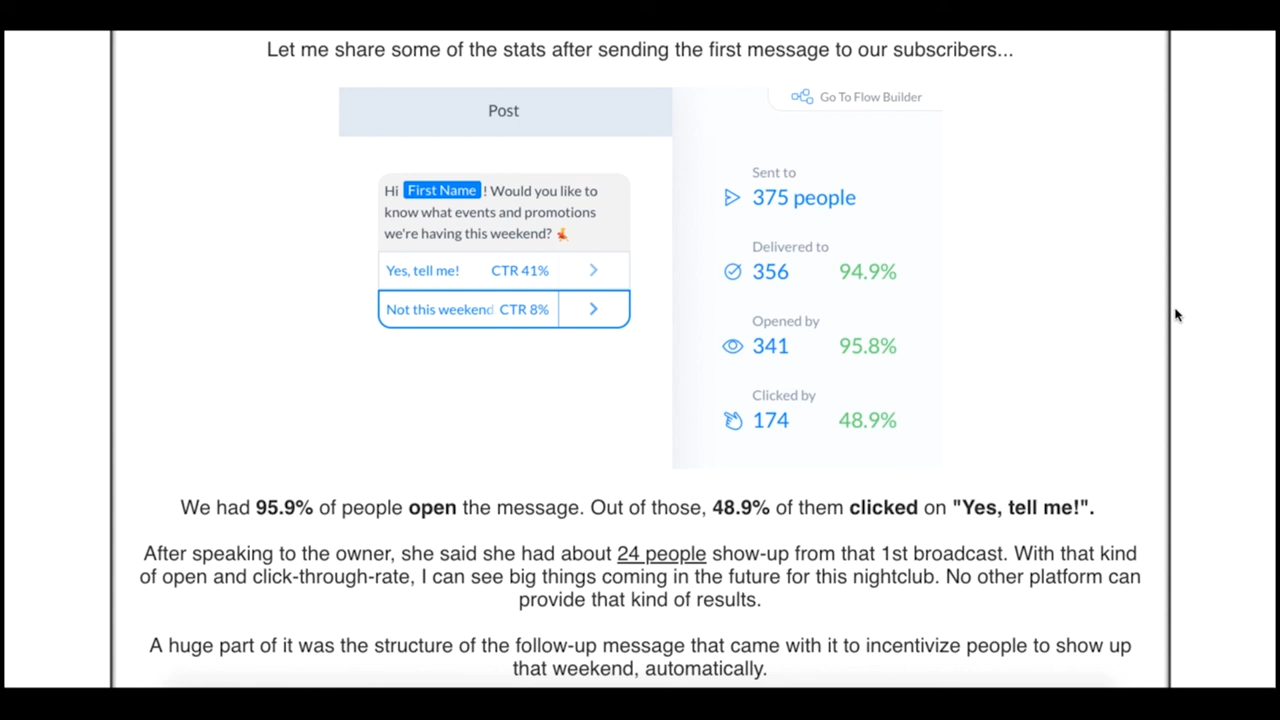 Let me share some of the stats after sending the first message to our subscribers...
Post
Go To Flow Builder
Hi First Name ! Would you like to
know what events and promotions
we're having this weekend? 💃
Yes, tell me! CTR 41%
Not this weekend CTR 8%
Sent to
375 people
Delivered to
356 94.9%
Opened by
341 95.8%
Clicked by
174 48.9%
We had 95.9% of people open the message. Out of those, 48.9% of them clicked on "Yes, tell me!".
After speaking to the owner, she said she had about 24 people show-up from that 1st broadcast. With that kind
of open and click-through-rate, I can see big things coming in the future for this nightclub. No other platform can
provide that kind of results.
A huge part of it was the structure of the follow-up message that came with it to incentivize people to show up
that weekend, automatically.